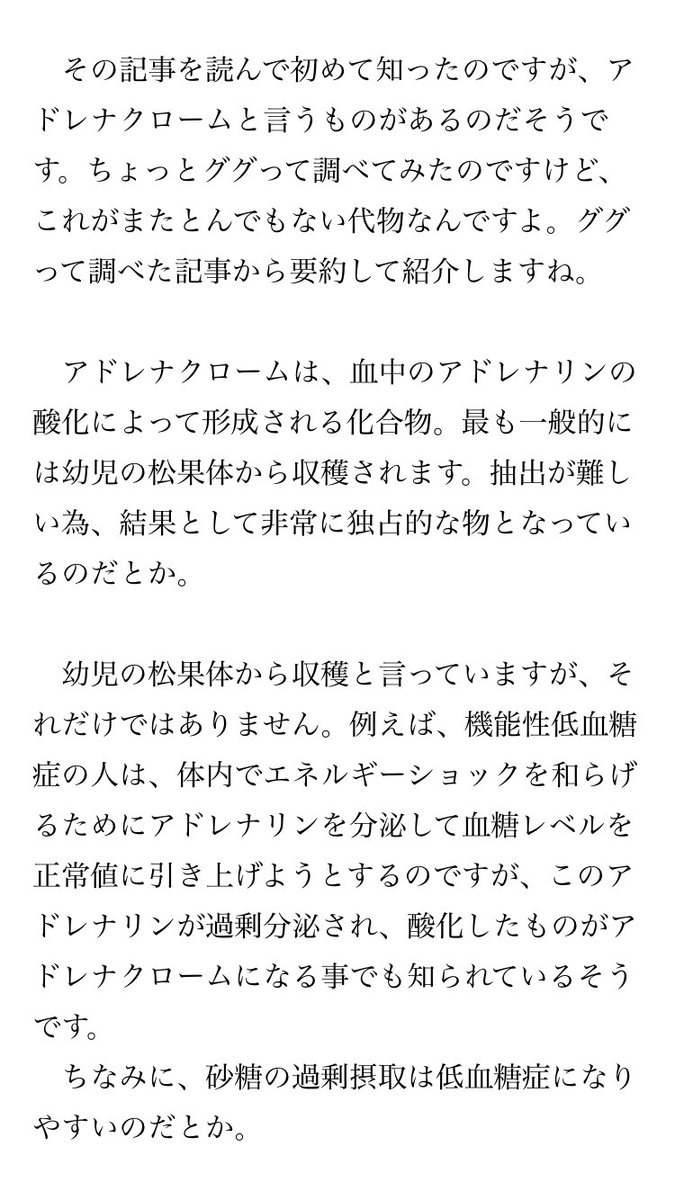 その記事を読んで初めて知ったのですが、ア
ドレナクロームと言うものがあるのだそうで
す。ちょっとググって調べてみたのですけど、
これがまたとんでもない代物なんですよ。ググ
って調べた記事から要約して紹介しますね。

　アドレナクロームは、血中のアドレナリンの
酸化によって形成される化合物。最も一般的に
は幼児の松果体から収穫されます。抽出が難し
い為、結果として非常に独占的な物となってい
るのだとか。

　幼児の松果体から収穫と言っていますが、そ
れだけではありません。例えば、機能性低血糖
症の人は、体内でエネルギーショックを和らげ
るためにアドレナリンを分泌して血糖レベルを
正常値に引き上げようとするのですが、このア
ドレナリンが過剰分泌され、酸化したものがア
ドレナクロームになる事でも知られているそう
です。
　ちなみに、砂糖の過剰摂取は低血糖症になり
やすいのだとか。